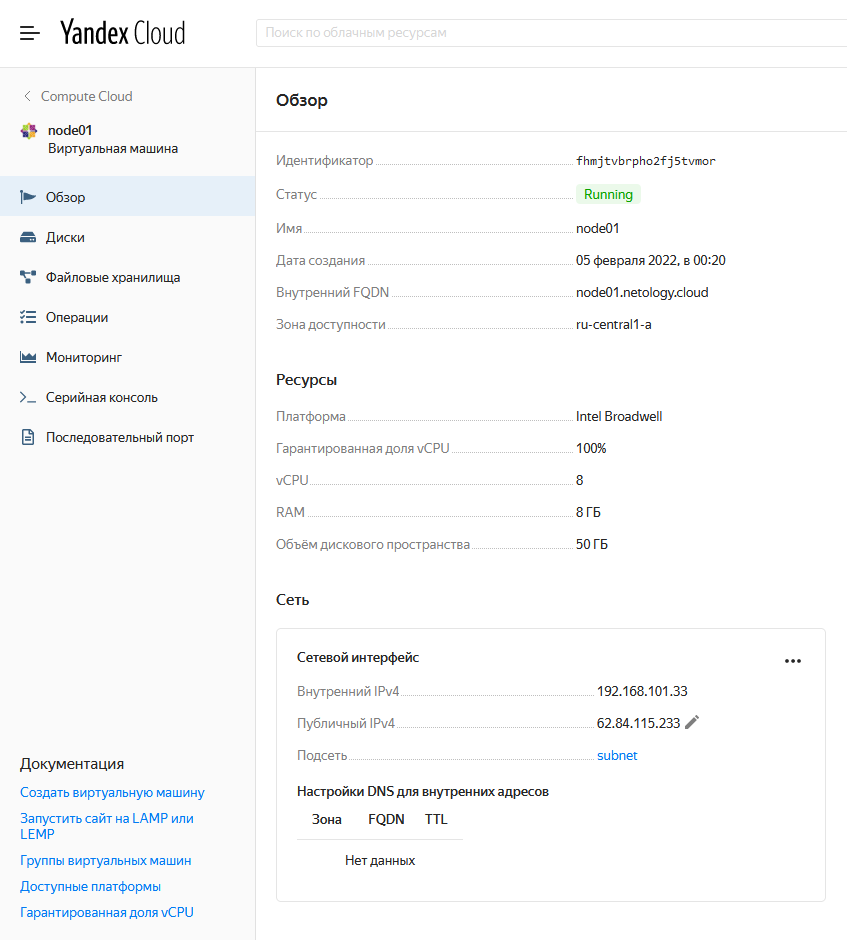 Yandex Cloud
Поиск по облачным ресурсам
Compute Cloud
node01
Виртуальная машина
Обзор
Диски
Файловые хранилища
Операции
Мониторинг
Серийная консоль
Последовательный порт
Документация
Создать виртуальную машину
Запустить сайт на LAMP или
LEMP
Группы виртуальных машин
Доступные платформы
Гарантированная доля vCPU
Обзор
Идентификатор fhmjtvbrpho2fj5tvmor
Статус Running
Имя node01
Дата создания 05 февраля 2022, в 00:20
Внутренний FQDN node01.netology.cloud
Зона доступности ru-central1-a
Ресурсы
Платформа Intel Broadwell
Гарантированная доля vCPU 100%
vCPU 8
RAM 8 ГБ
Объём дискового пространства 50 ГБ
Сеть
Сетевой интерфейс
Внутренний IPv4 192.168.101.33
Публичный IPv4 62.84.115.233
Подсеть subnet
Настройки DNS для внутренних адресов
Зона FQDN TTL
Нет данных